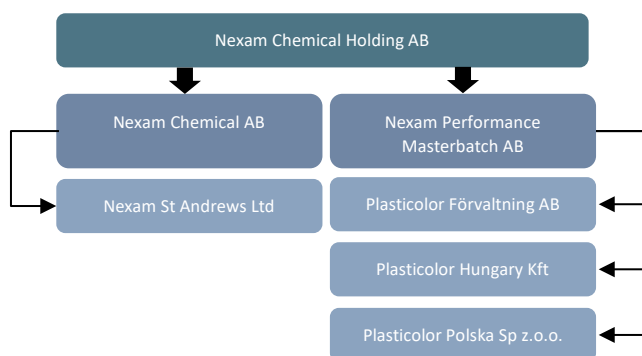 Nexam Chemical Holding AB
Nexam Chemical AB
Nexam Performance
Masterbatch AB
Nexam St Andrews Ltd
Plasticolor Förvaltning AB
Plasticolor Hungary Kft
Plasticolor Polska Sp z.o.o.